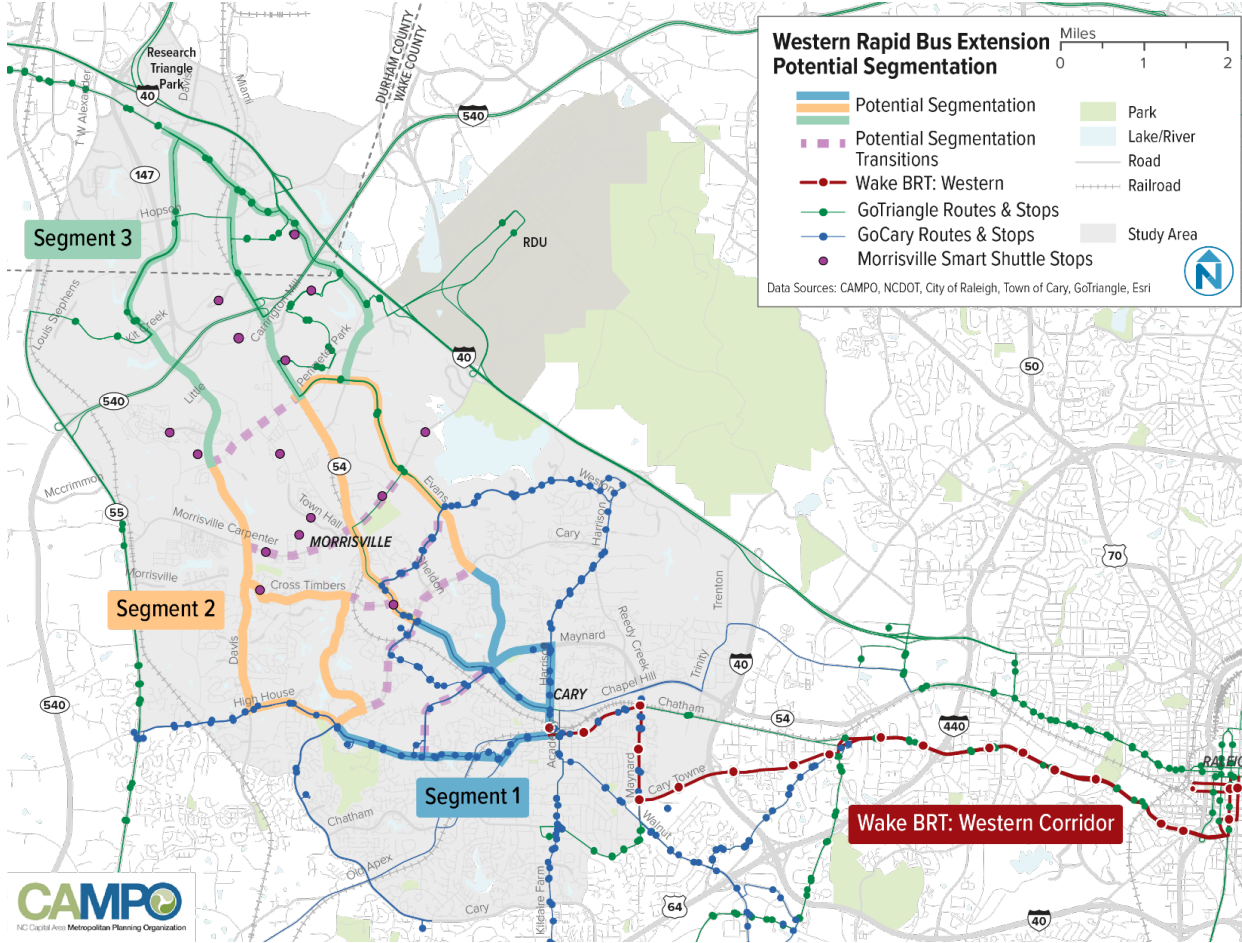 Western Rapid Bus Extension
Potential Segmentation
Miles
0 1 2
Potential Segmentation
Potential Segmentation
Transitions
Wake BRT: Western
GoTriangle Routes & Stops
GoCary Routes & Stops
Morrisville Smart Shuttle Stops
Park
Lake/River
Road
Railroad
Study Area
N
Data Sources: CAMPO, NCDOT, City of Raleigh, Town of Cary, GoTriangle, Esri
Research
Triangle
Park
40
T W Alexander
Davis
Miami
DURHAM COUNTY
WAKE COUNTY
540
147
Hopson
Segment 3
RDU
Louis Stephens
Kit Creek
Carrington Mill
Perimeter Park
40
50
Little
540
54
Mccrimmon
55
Evans
Weston
Town Hall
Morrisville Carpenter
MORRISVILLE
Cary
Harrison
70
Morrisville
Cross Timbers
Sheldon
Segment 2
Trenton
Reedy Creek
Maynard
Davis
Harrison
Trinity
40
Chapel Hill
CARY
High House
Chatham
540
54
440
Academy
Maynard
Cary Towne
Segment 1
Wake BRT: Western Corridor
RALEIG
Chatham
Walnut
Old Apex
Kildaire Farm
Cary
64
40
CAMPO
NC Capital Area Metropolitan Planning Organization